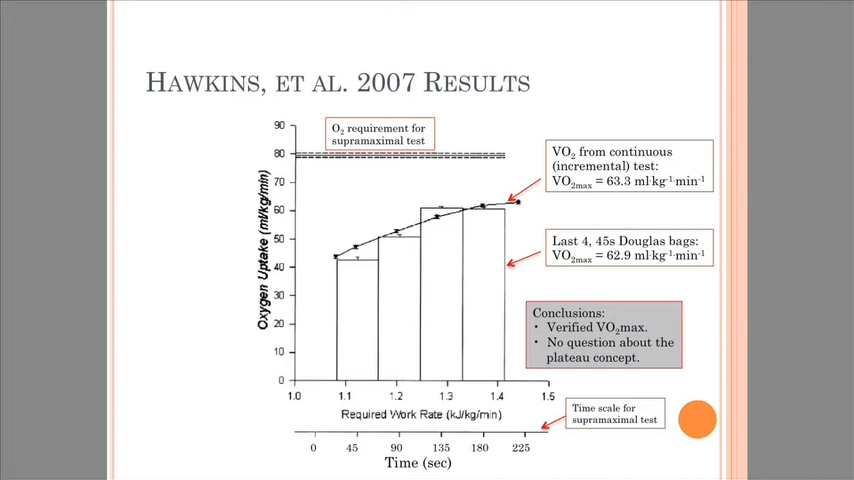 HAWKINS, ET AL. 2007 RESULTS
O2 requirement for
supramaximal test
90
80
70
60
50
40
30
20
10
0
Oxygen Uptake (ml/kg/min)
1.0 1.1 1.2 1.3 1.4 1.5
Required Work Rate (kJ/kg/min)
0 45 90 135 180 225
Time (sec)
VO2 from continuous
(incremental) test:
VO2max = 63.3 ml·kg-1·min-1
Last 4, 45s Douglas bags:
VO2max = 62.9 ml·kg-1·min-1
Conclusions:
• Verified VO2max.
• No question about the
plateau concept.
Time scale for
supramaximal test